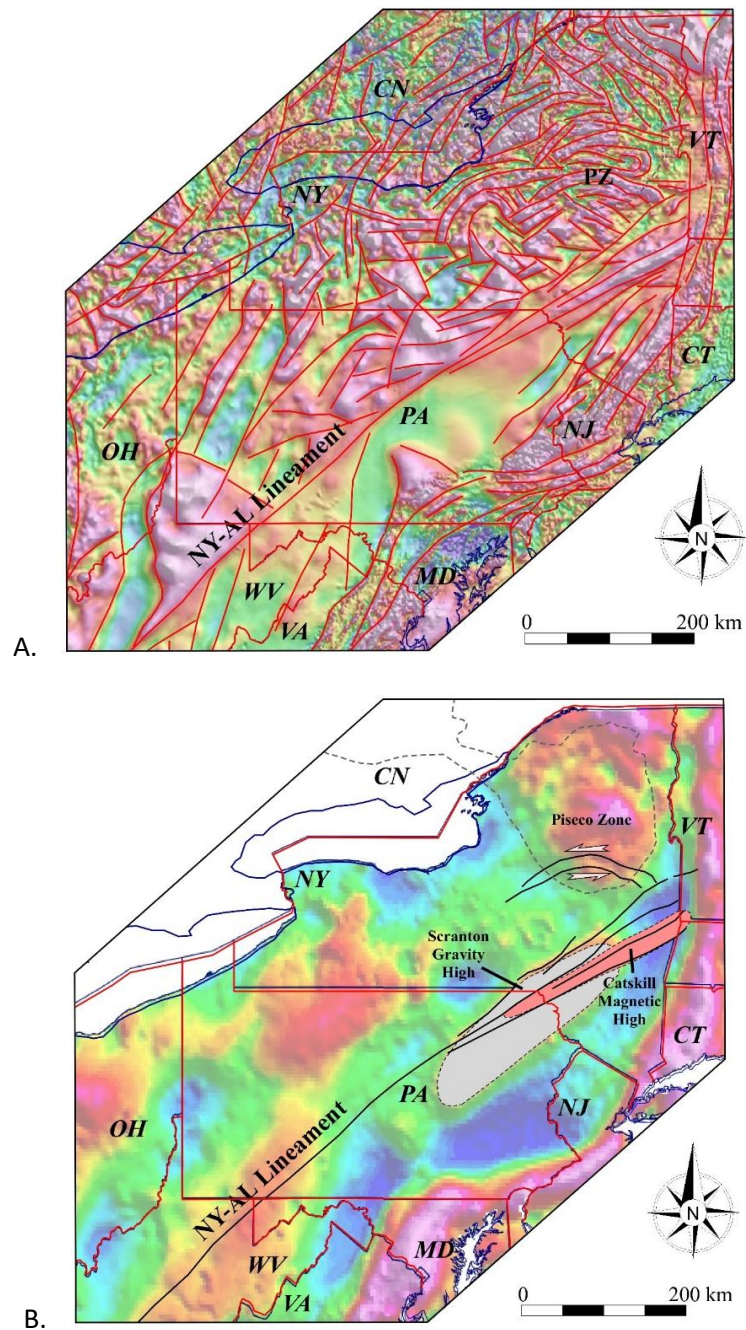 CN
VT
PZ
NY
CT
PA
OH
NJ
NY-AL Lineament
N
WV
MD
VA
0 200 km
A.
CN
Piseco Zone
VT
NY
Scranton
Gravity
High
Catskill
Magnetic
High
CT
PA
NJ
OH
NY-AL Lineament
N
WV
MD
VA
0 200 km
B.